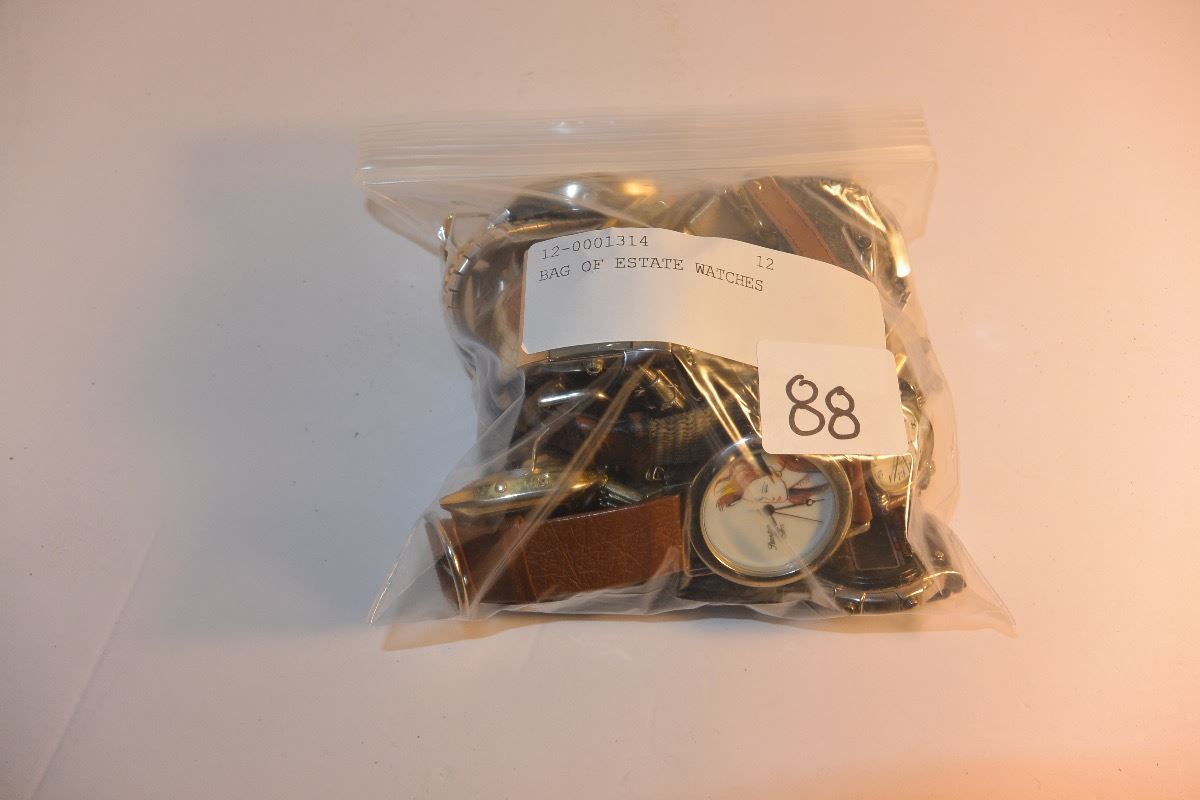 12-0001314 12
BAG OF ESTATE WATCHES
88